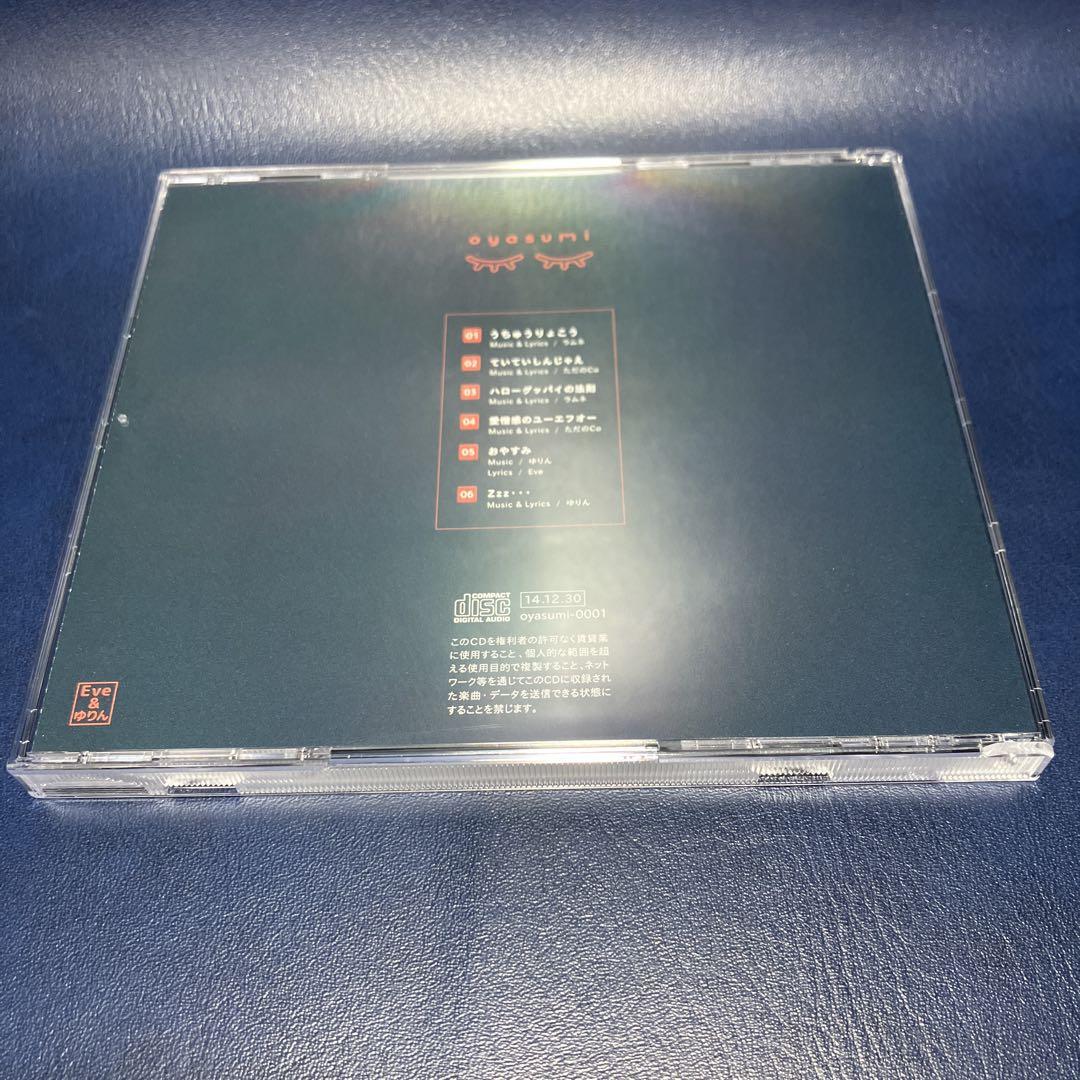 oyasumi
01 うちゅうりょこう
Music & Lyrics / ラムネ
02 ていていしんじゃえ
Music & Lyrics / ただのCo
03 ハローグッバイの法則
Music & Lyrics / ラムネ
04 愛憎感のユーエフオー
Music & Lyrics / ただのCo
05 おやすみ
Music / ゆりん
Lyrics / Eve
06 Zzz・・・
Music & Lyrics / ゆりん
COMPACT
disc
DIGITAL AUDIO
14.12.30
oyasumi-0001
このCDを権利者の許可なく賃貸業
に使用すること、個人的な範囲を超
える使用目的で複製すること、ネット
ワーク等を通じてこのCDに収録され
た楽曲・データを送信できる状態に
することを禁じます。
Eve
&
ゆりん